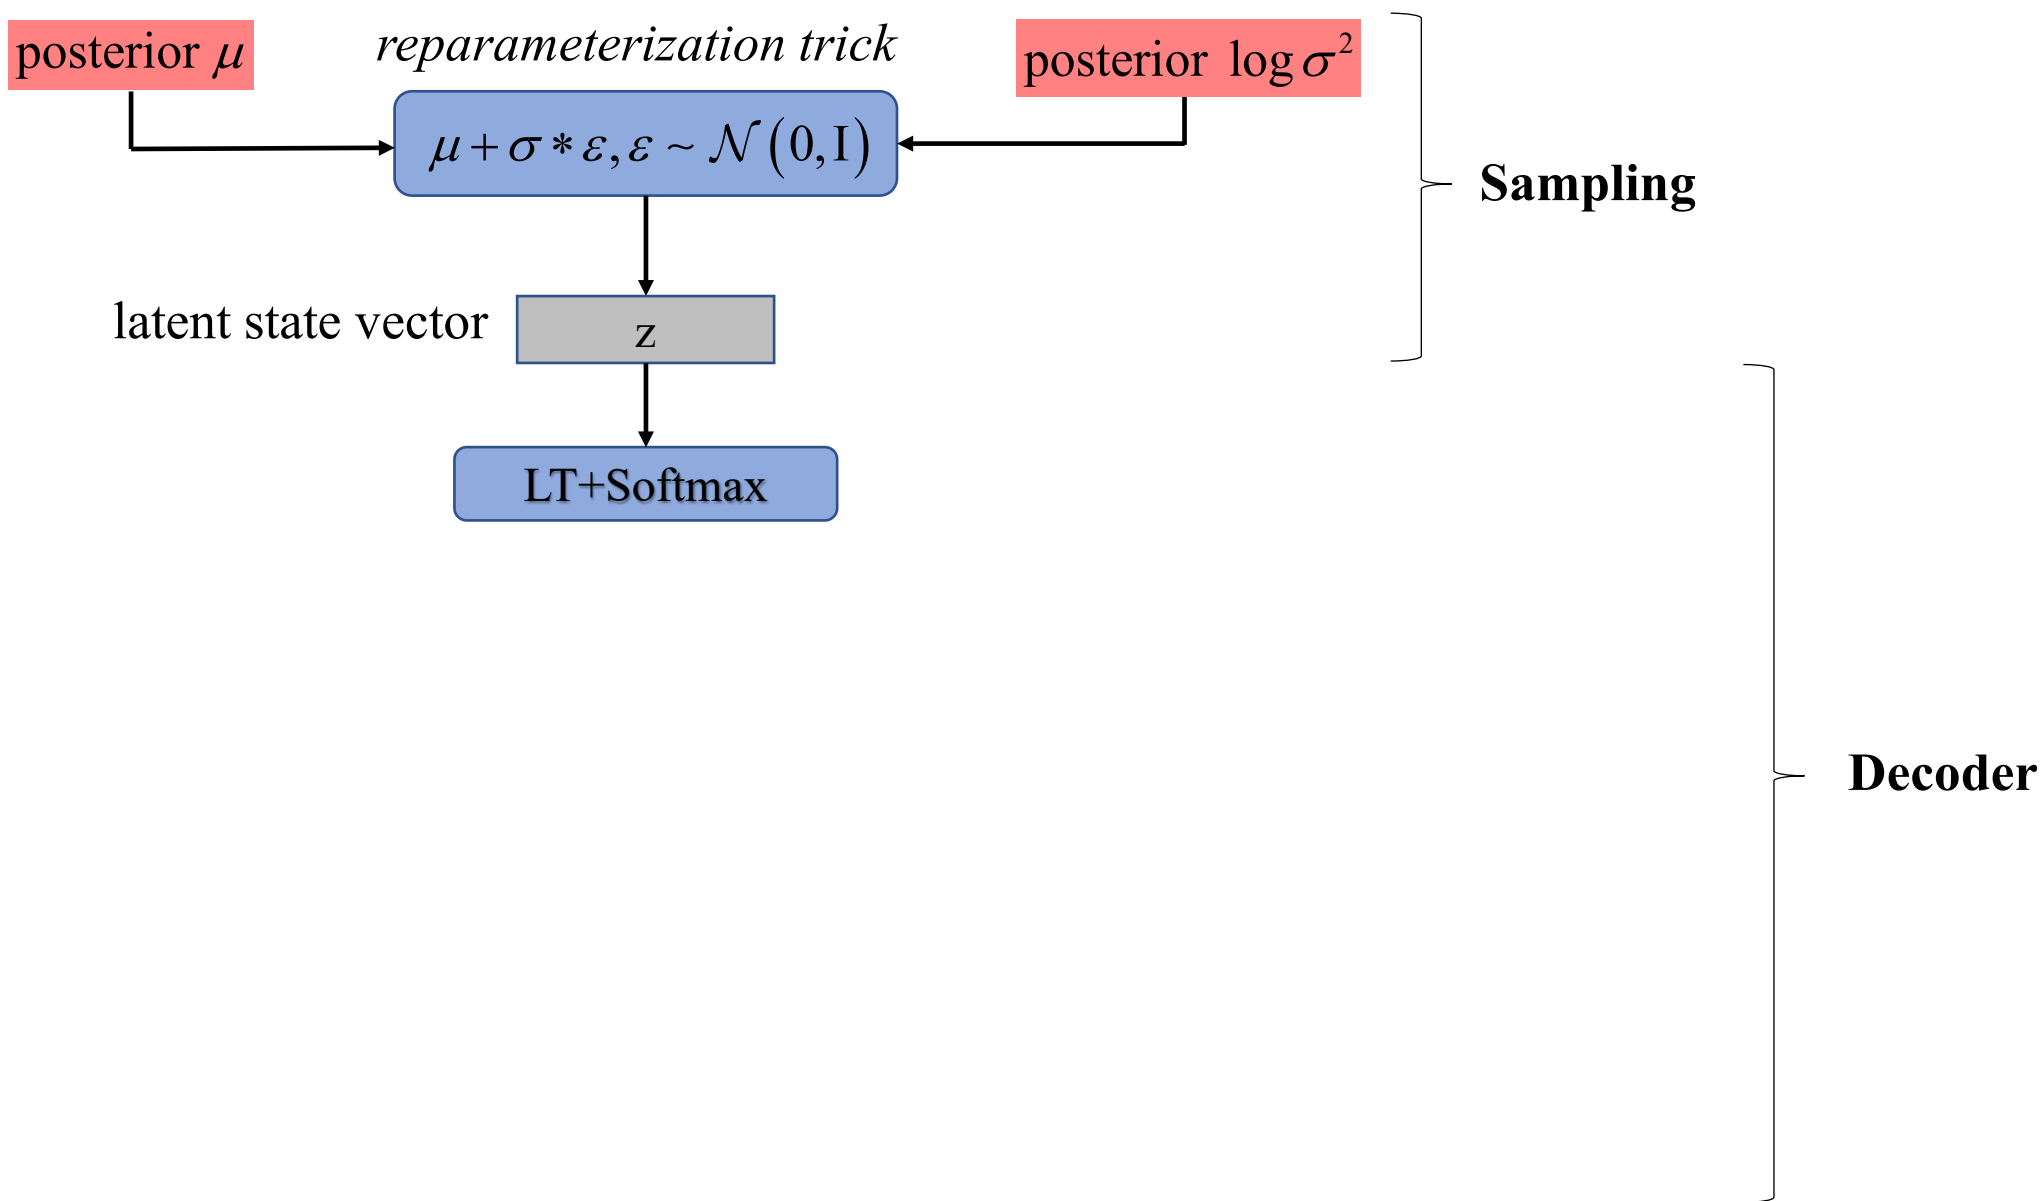 posterior μ
reparameterization trick
posterior log σ²
μ + σ * ε, ε ~ 𝒩(0, I)
Sampling
latent state vector
z
LT+Softmax
Decoder